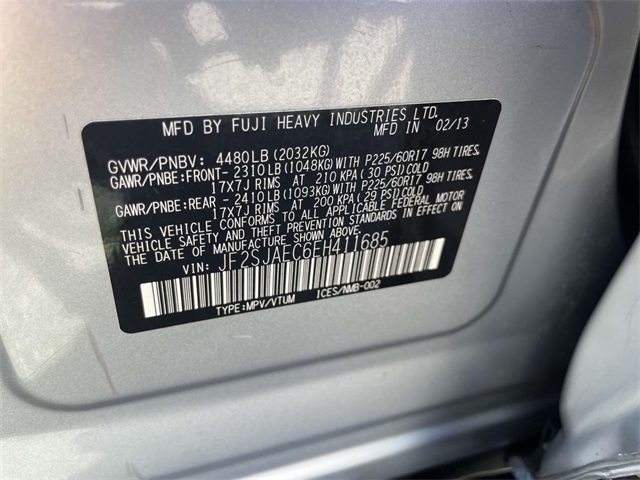 MFD BY FUJI HEAVY INDUSTRIES LTD.
MFD IN 02/13
GVWR/PNBV: 4480LB (2032KG)
GAWR/PNBE:FRONT- 2310LB (1048KG) WITH P225/60R17 98H TIRES.
17X7J RIMS AT 210 KPA (30 PSI) COLD
GAWR/PNBE:REAR - 2410LB (1093KG) WITH P225/60R17 98H TIRES.
17X7J RIMS AT 200 KPA (29 PSI) COLD
THIS VEHICLE CONFORMS TO ALL APPLICABLE FEDERAL MOTOR
VEHICLE SAFETY AND THEFT PREVENTION STANDARDS IN EFFECT ON
THE DATE OF MANUFACTURE SHOWN ABOVE.
VIN: JF2SJAEC6EH411685
TYPE:MPV/VTUM ICES/NMB-002